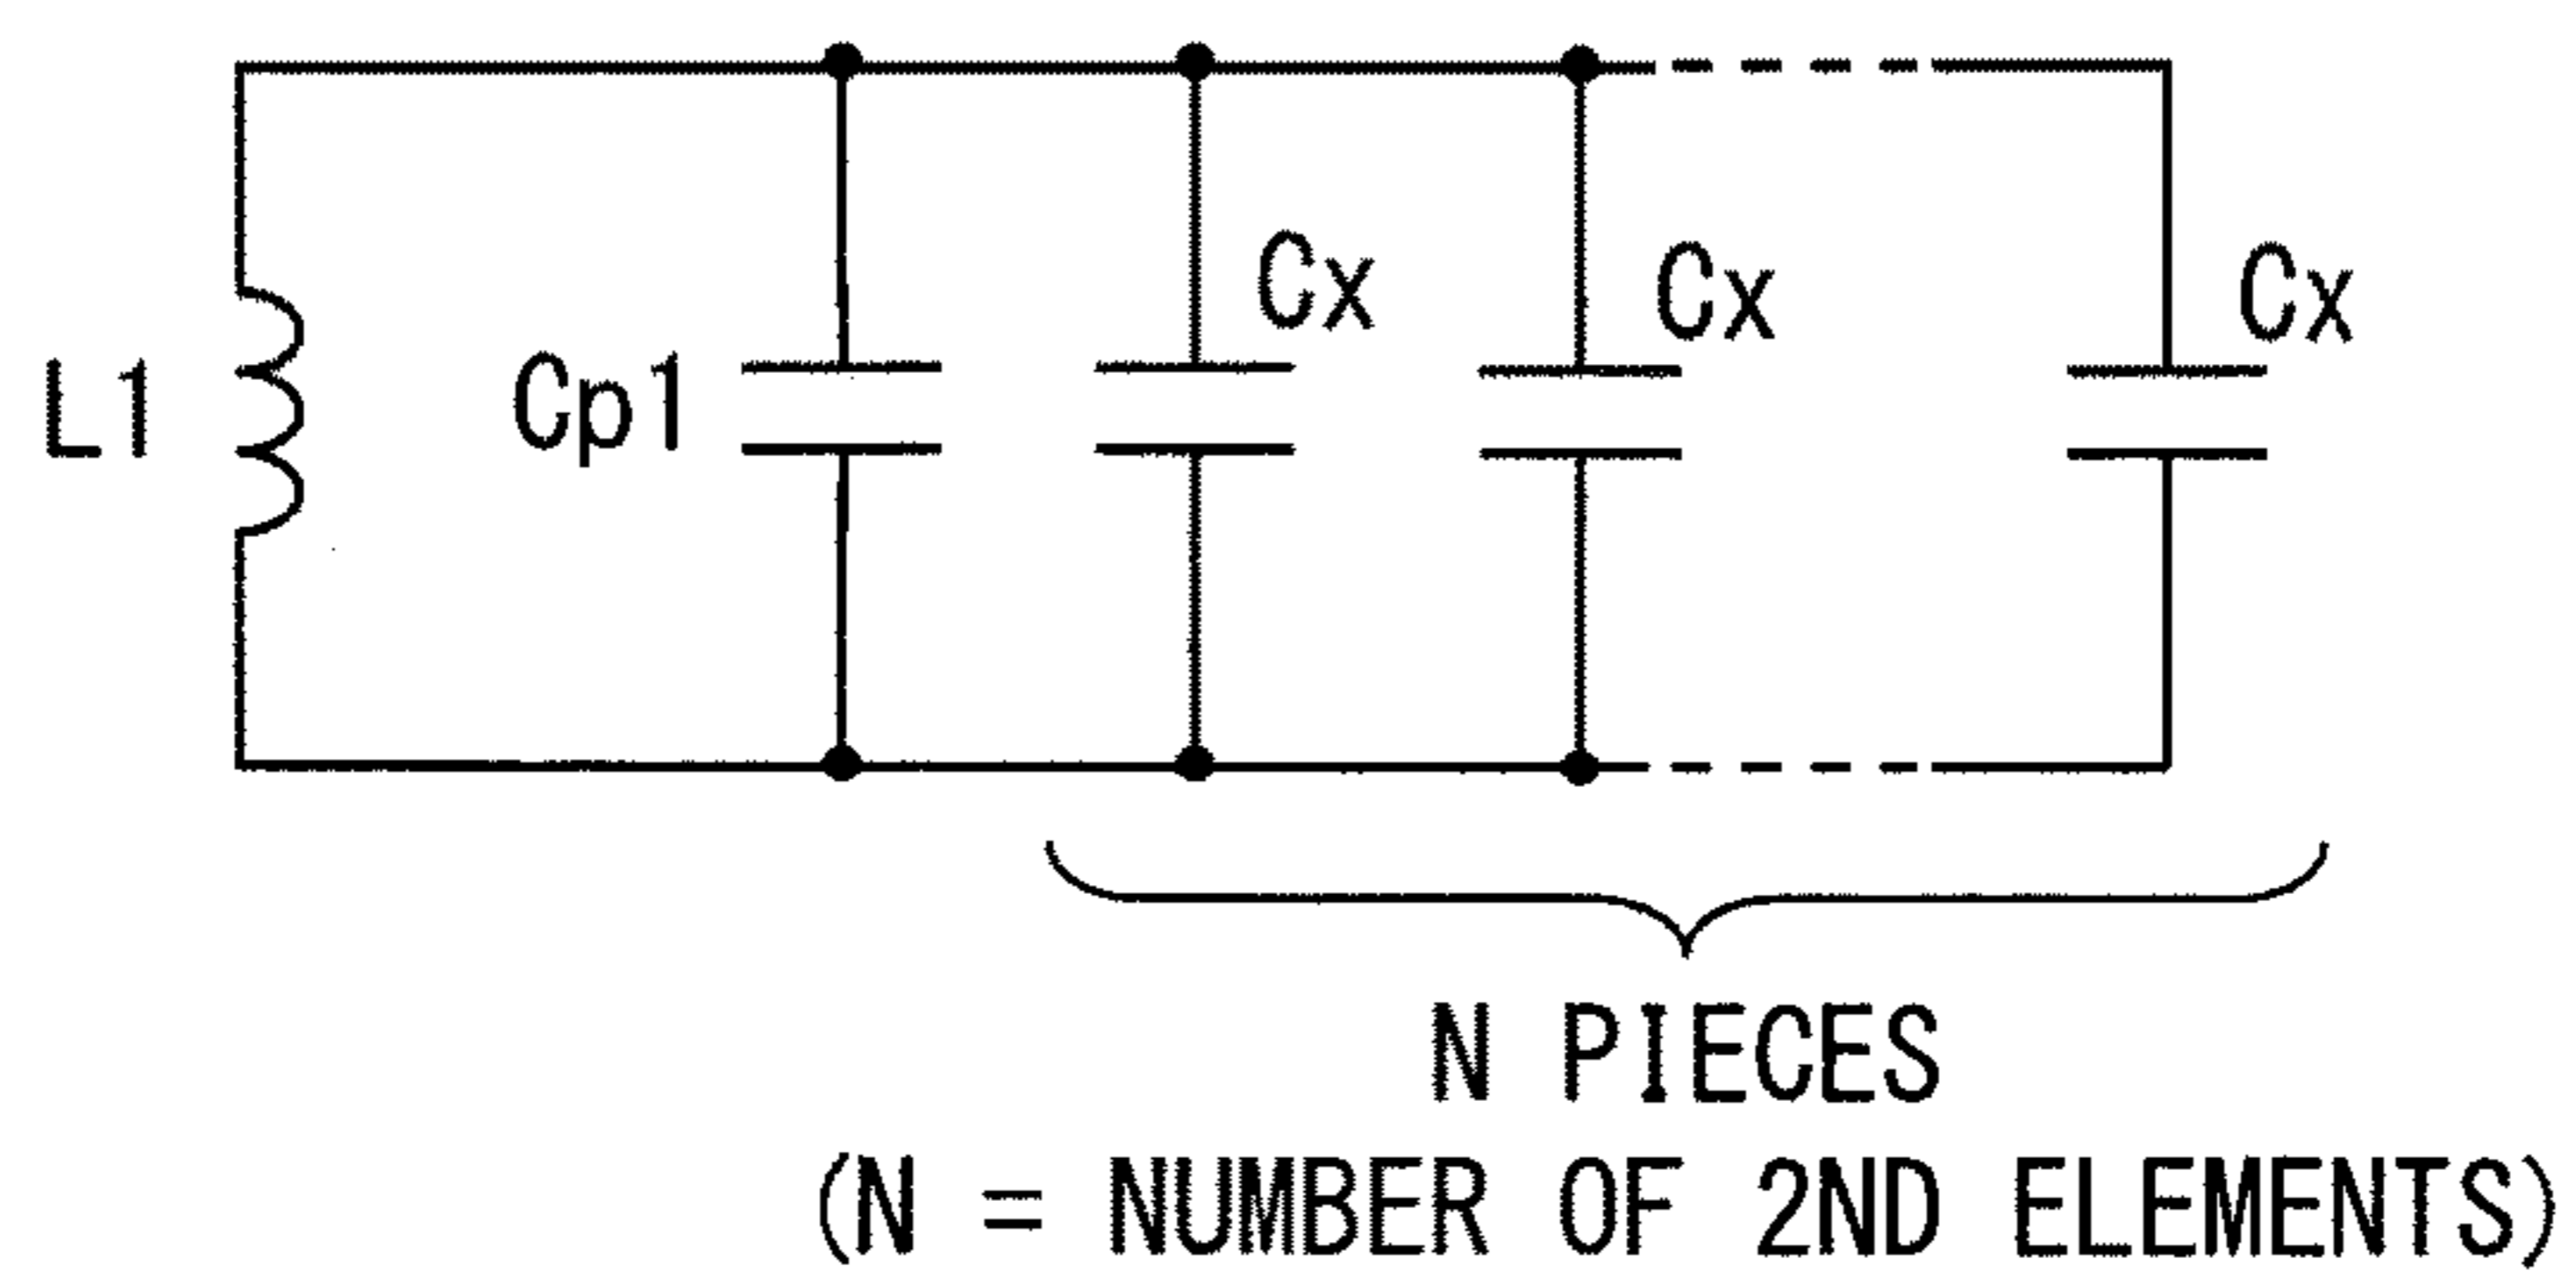 Cx
Cx
Cx
L1
Cp1
N PIECES
(N = NUMBER OF 2ND ELEMENTS)